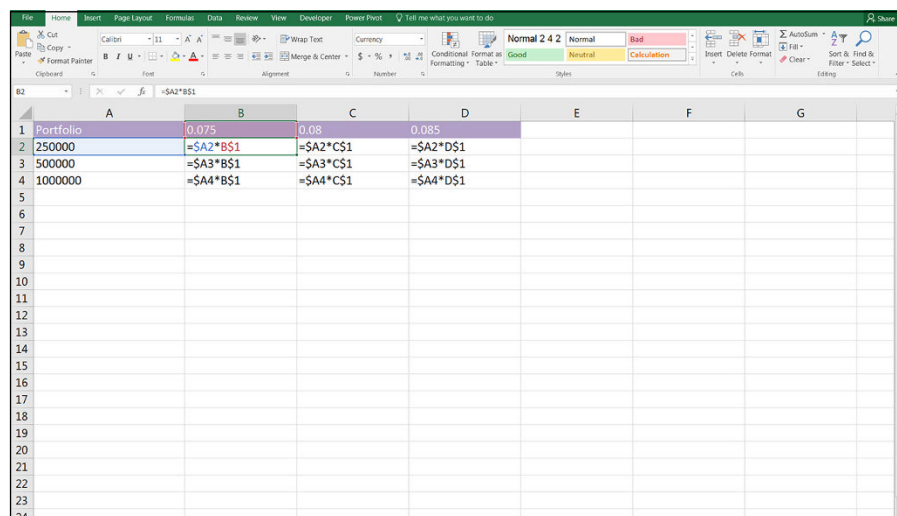 File Home Insert Page Layout Formulas Data Review View Developer Power Pivot Tell me what you want to do Share
Cut
Copy
Format Painter
Paste
Calibri 11 A A Wrap Text Currency
B I U A Merge & Center $ % ,
Conditional Formatting Format as Table
Normal 2 4 2 Normal Bad
Good Neutral Calculation
Insert Delete Format
AutoSum
Fill
Clear
Sort & Filter Find & Select
Clipboard Font Alignment Number Styles Cells Editing
B2 fx =$A2*B$1
A B C D E F G
1 Portfolio 0.075 0.08 0.085
2 250000 =$A2*B$1 =$A2*C$1 =$A2*D$1
3 500000 =$A3*B$1 =$A3*C$1 =$A3*D$1
4 1000000 =$A4*B$1 =$A4*C$1 =$A4*D$1
5
6
7
8
9
10
11
12
13
14
15
16
17
18
19
20
21
22
23